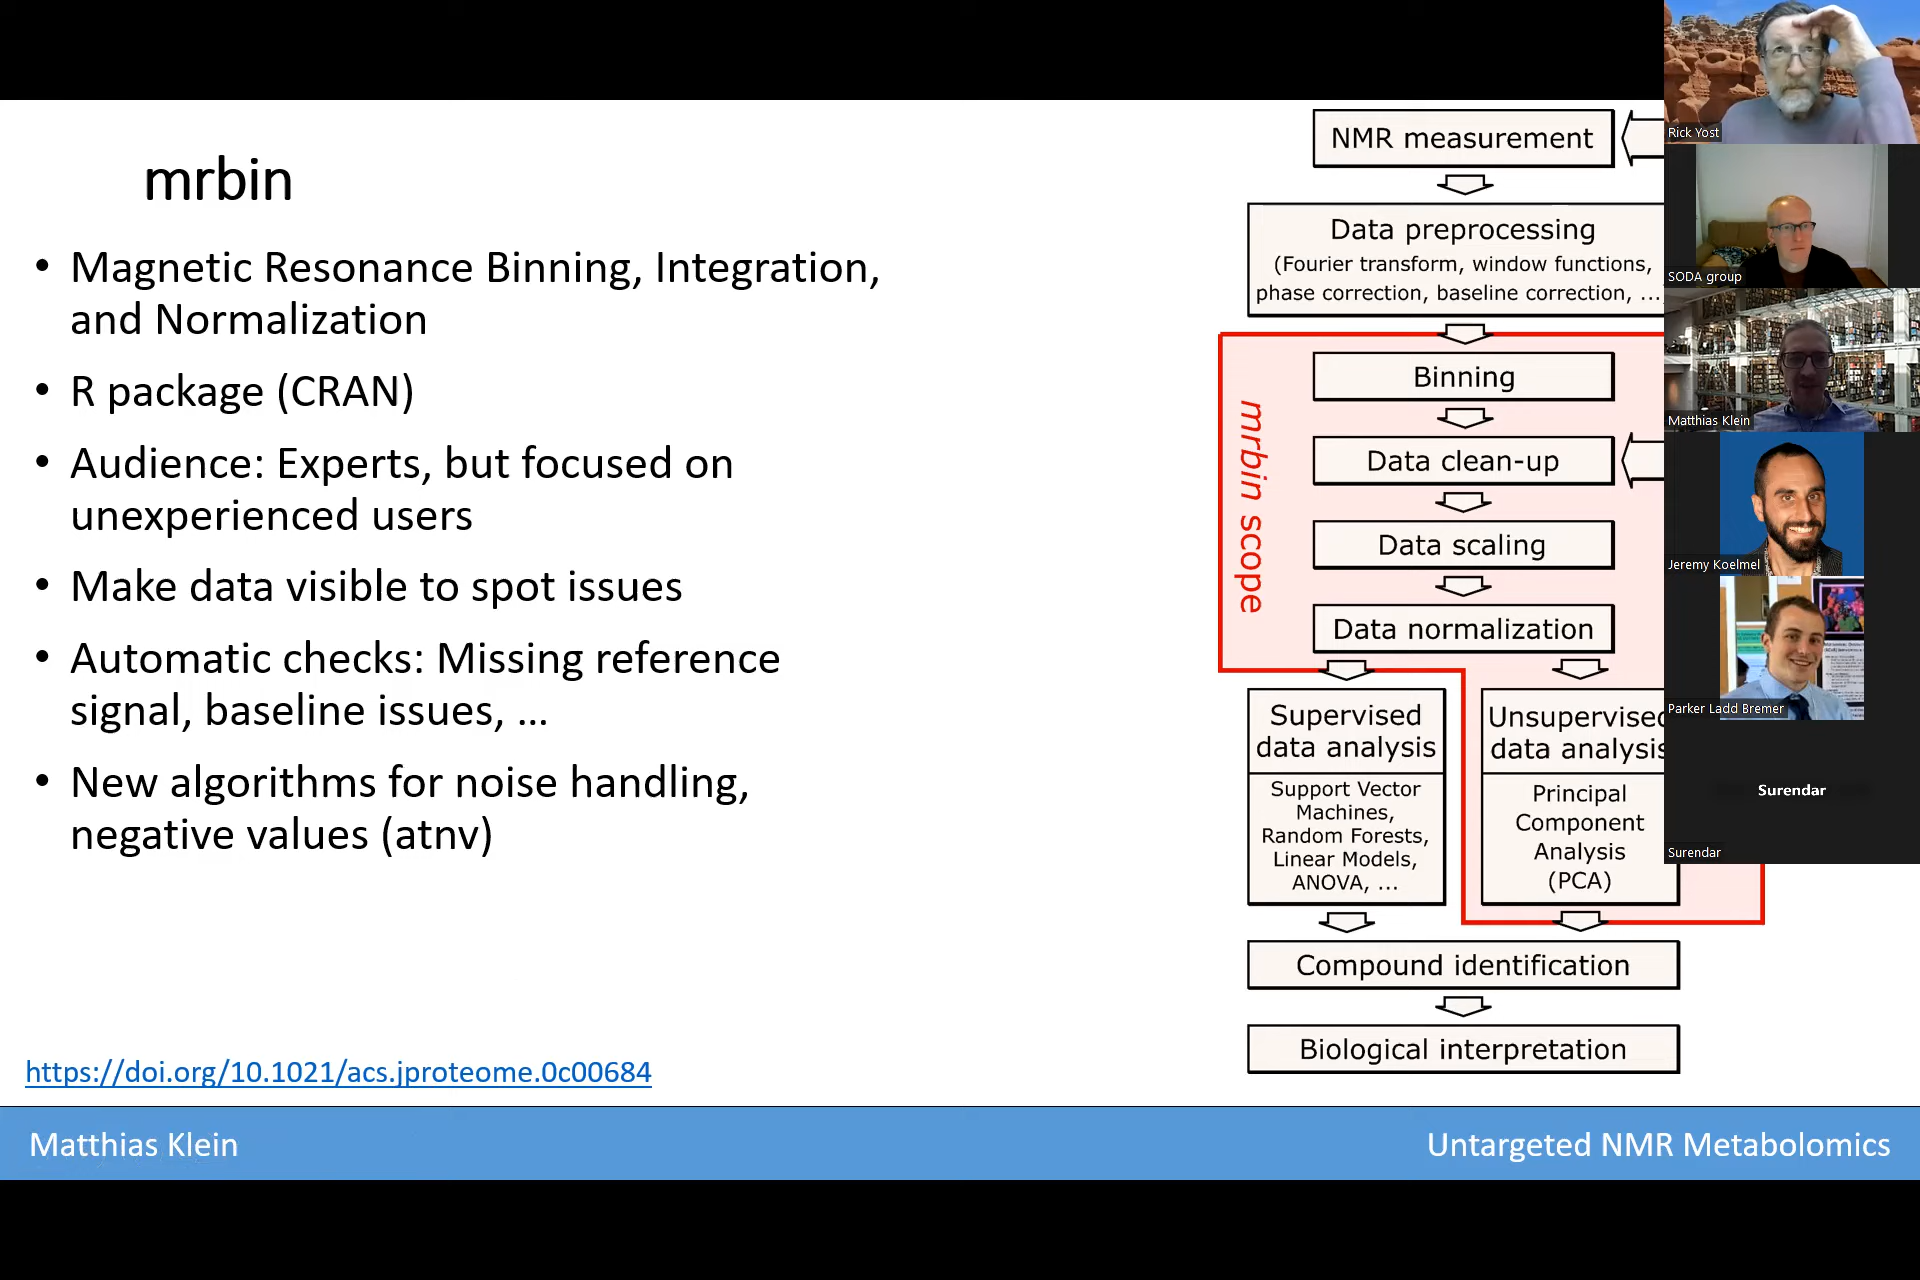 mrbin
• Magnetic Resonance Binning, Integration,
and Normalization
• R package (CRAN)
• Audience: Experts, but focused on
unexperienced users
• Make data visible to spot issues
• Automatic checks: Missing reference
signal, baseline issues, ...
• New algorithms for noise handling,
negative values (atnv)
https://doi.org/10.1021/acs.jproteome.0c00684
NMR measurement
Data preprocessing
(Fourier transform, window functions,
phase correction, baseline correction, ...
mrbin scope
Binning
Data clean-up
Data scaling
Data normalization
Supervised
data analysis
Support Vector
Machines,
Random Forests,
Linear Models,
ANOVA, ...
Unsupervised
data analysis
Principal
Component
Analysis
(PCA)
Compound identification
Biological interpretation
Matthias Klein
Untargeted NMR Metabolomics
Rick Yost
SODA group
Matthias Klein
Jeremy Koelmel
Parker Ladd Bremer
Surendar
Surendar